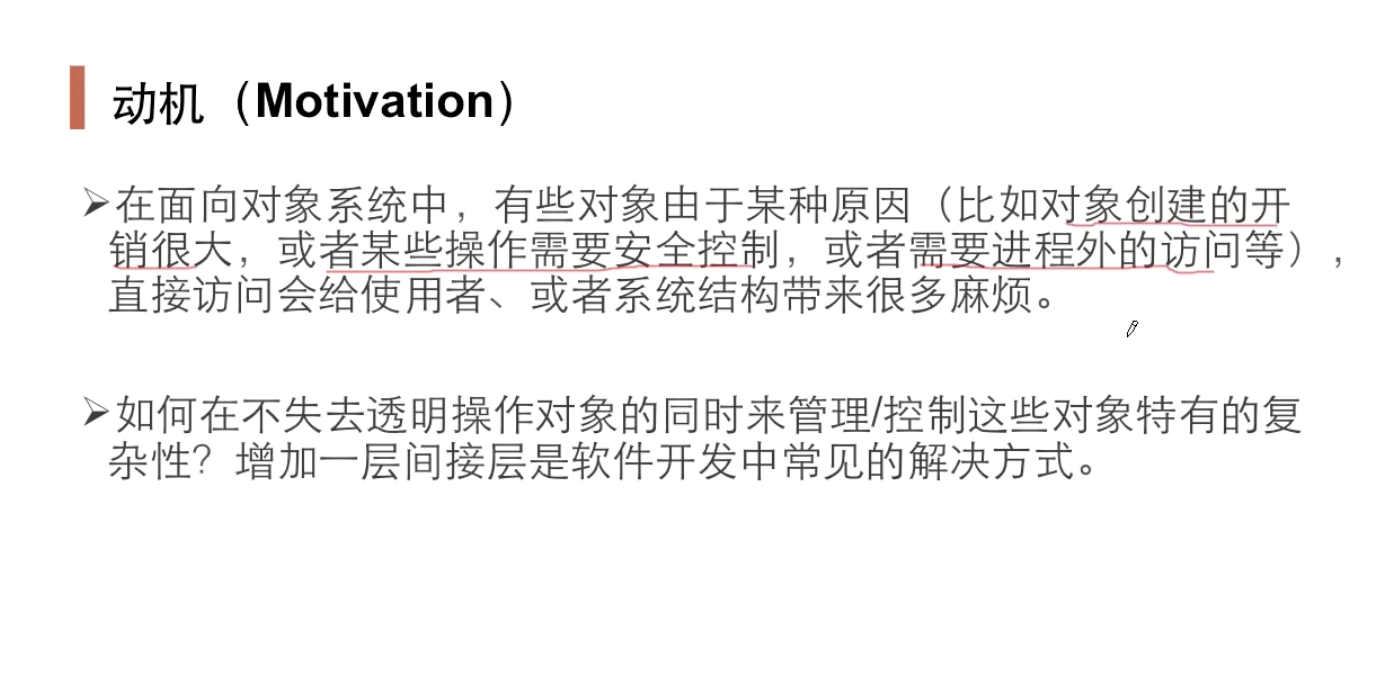 动机（Motivation）
➢在面向对象系统中，有些对象由于某种原因（比如对象创建的开
销很大，或者某些操作需要安全控制，或者需要进程外的访问等），
直接访问会给使用者、或者系统结构带来很多麻烦。
➢如何在不失去透明操作对象的同时来管理/控制这些对象特有的复
杂性？增加一层间接层是软件开发中常见的解决方式。